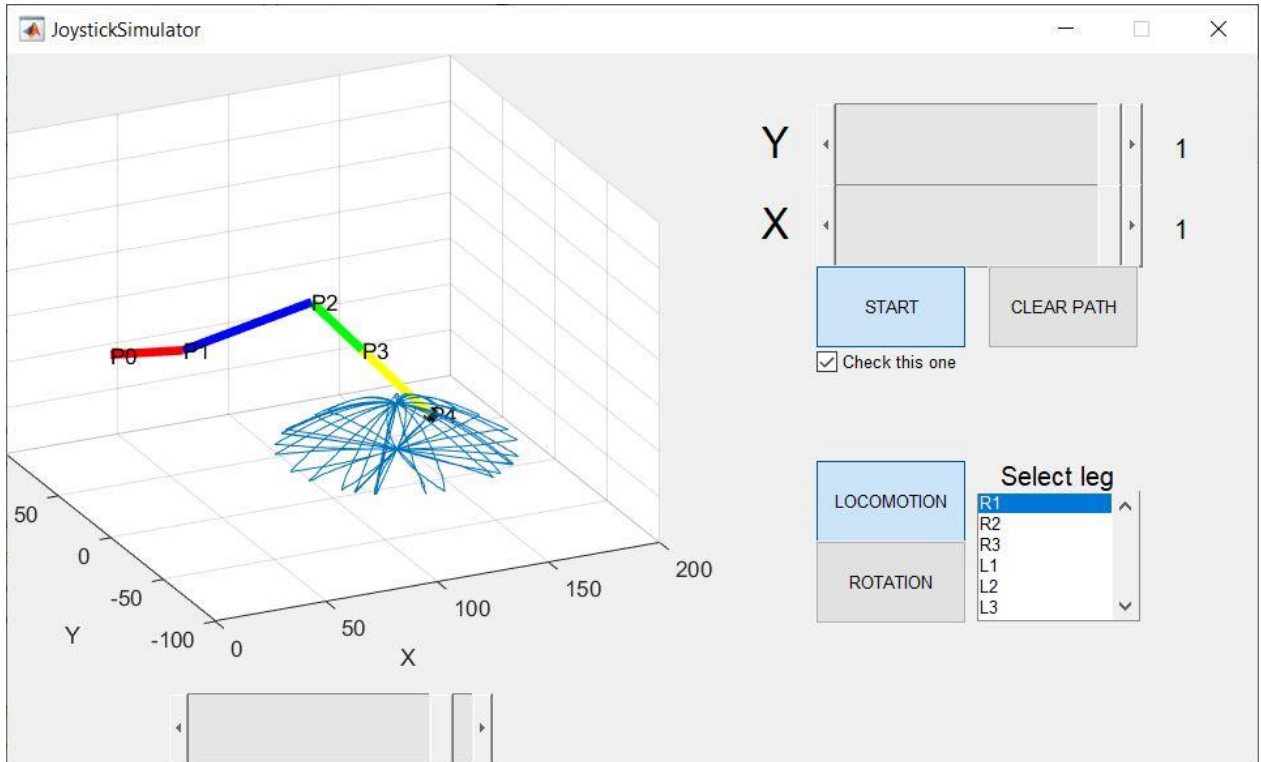 JoystickSimulator
P0
P1
P2
P3
P4
50
0
-50
-100
Y
0
50
100
150
200
X
Y
1
X
1
START
CLEAR PATH
Check this one
LOCOMOTION
ROTATION
Select leg
R1
R2
R3
L1
L2
L3